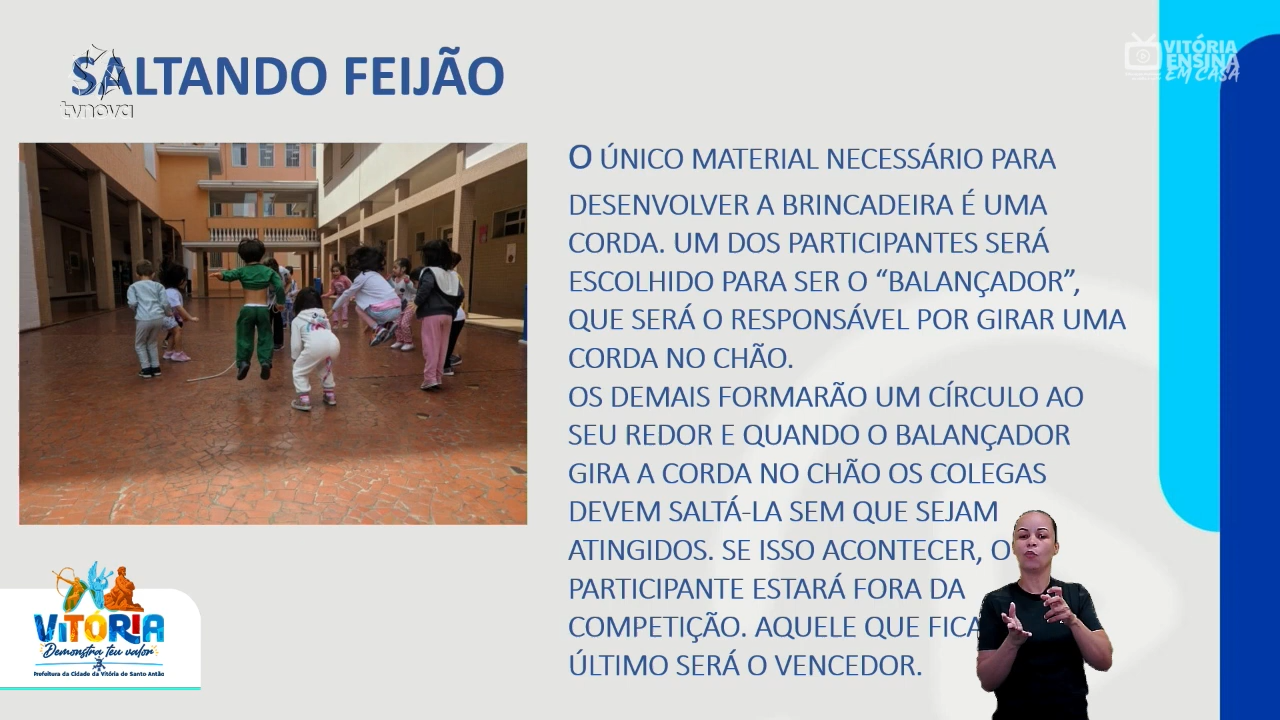 SALTANDO FEIJÃO
tvnova
VITÓRIA
ENSINA
EM CASA
O ÚNICO MATERIAL NECESSÁRIO PARA
DESENVOLVER A BRINCADEIRA É UMA
CORDA. UM DOS PARTICIPANTES SERÁ
ESCOLHIDO PARA SER O “BALANÇADOR”,
QUE SERÁ O RESPONSÁVEL POR GIRAR UMA
CORDA NO CHÃO.
OS DEMAIS FORMARÃO UM CÍRCULO AO
SEU REDOR E QUANDO O BALANÇADOR
GIRA A CORDA NO CHÃO OS COLEGAS
DEVEM SALTÁ-LA SEM QUE SEJAM
ATINGIDOS. SE ISSO ACONTECER, O
PARTICIPANTE ESTARÁ FORA DA
COMPETIÇÃO. AQUELE QUE FICA
ÚLTIMO SERÁ O VENCEDOR.
VITÓRIA
Demonstra teu valor
Prefeitura da Cidade da Vitória de Santo Antão